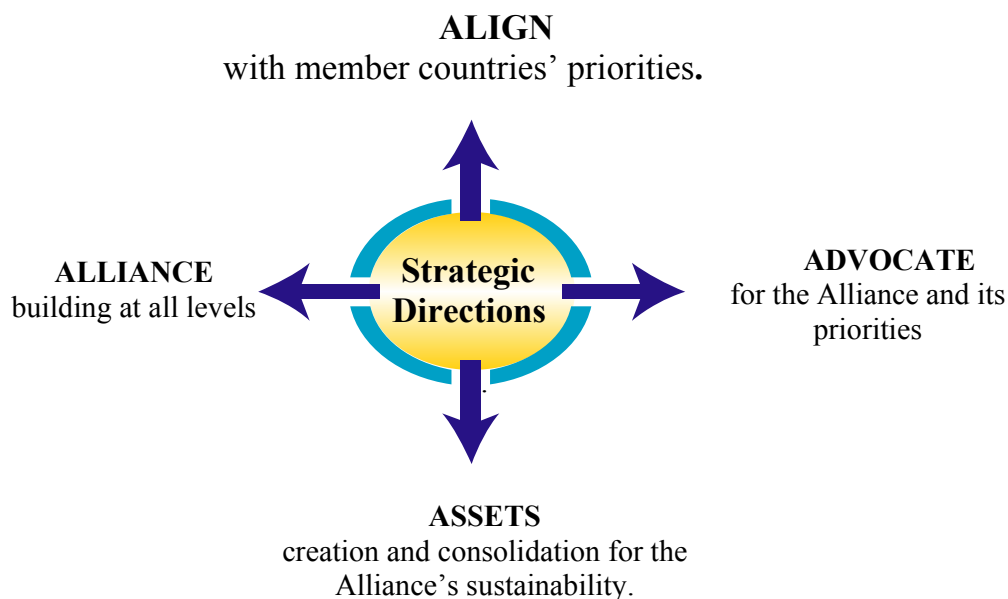 ALIGN
with member countries’ priorities.
ALLIANCE
building at all levels
Strategic
Directions
ADVOCATE
for the Alliance and its
priorities
.
ASSETS
creation and consolidation for the
Alliance’s sustainability.